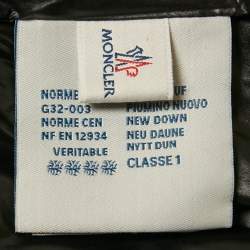 MONCLER
NORME
G32-003
NORME CEN
NF EN 12934
VERITABLE
UF
PIUMINO NUOVO
NEW DOWN
NEU DAUNE
NYTT DUN
CLASSE 1